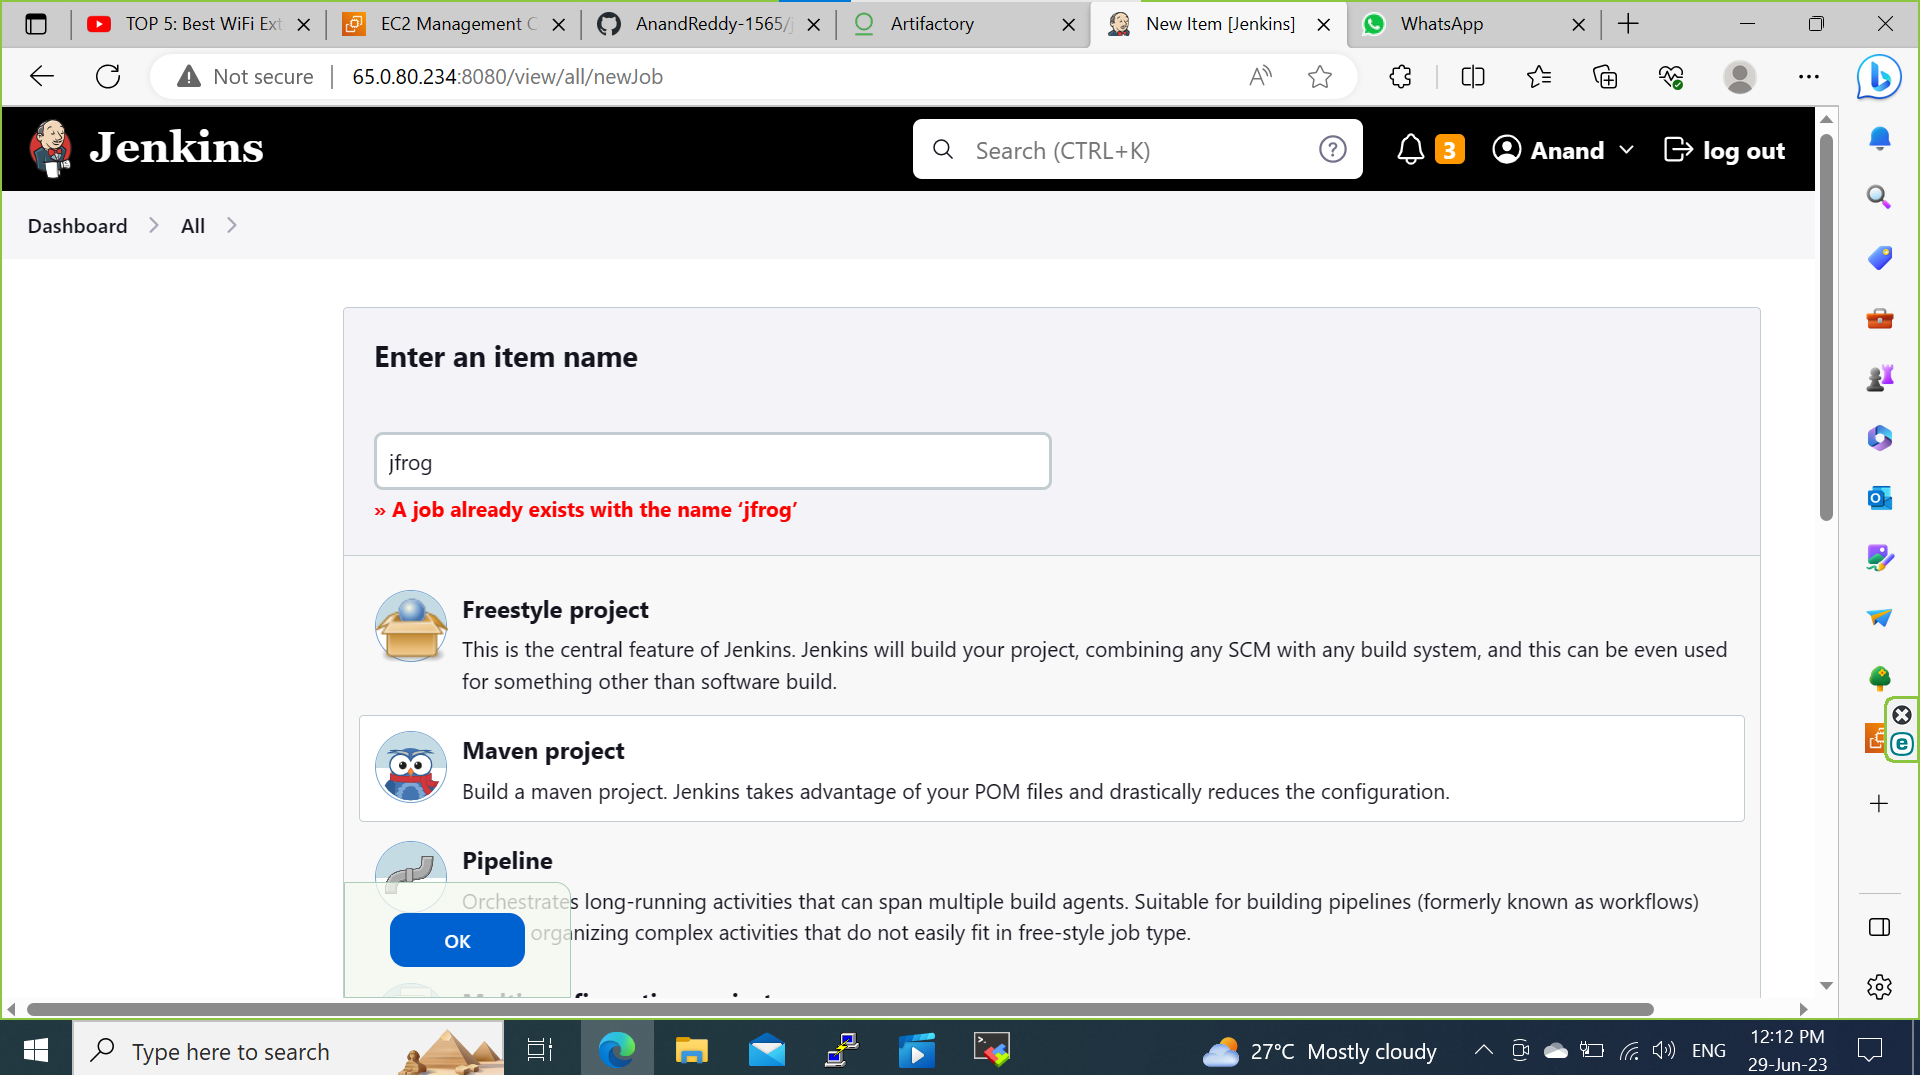 TOP 5: Best WiFi Ext
EC2 Management C
AnandReddy-1565/j
Artifactory
New Item [Jenkins]
WhatsApp
Not secure
65.0.80.234:8080/view/all/newJob
Jenkins
Search (CTRL+K)
3
Anand
log out
Dashboard
All
Enter an item name
jfrog
» A job already exists with the name ‘jfrog’
Freestyle project
This is the central feature of Jenkins. Jenkins will build your project, combining any SCM with any build system, and this can be even used
for something other than software build.
Maven project
Build a maven project. Jenkins takes advantage of your POM files and drastically reduces the configuration.
Pipeline
Orchestrates long-running activities that can span multiple build agents. Suitable for building pipelines (formerly known as workflows)
organizing complex activities that do not easily fit in free-style job type.
OK
Type here to search
27°C Mostly cloudy
ENG
12:12 PM
29-Jun-23